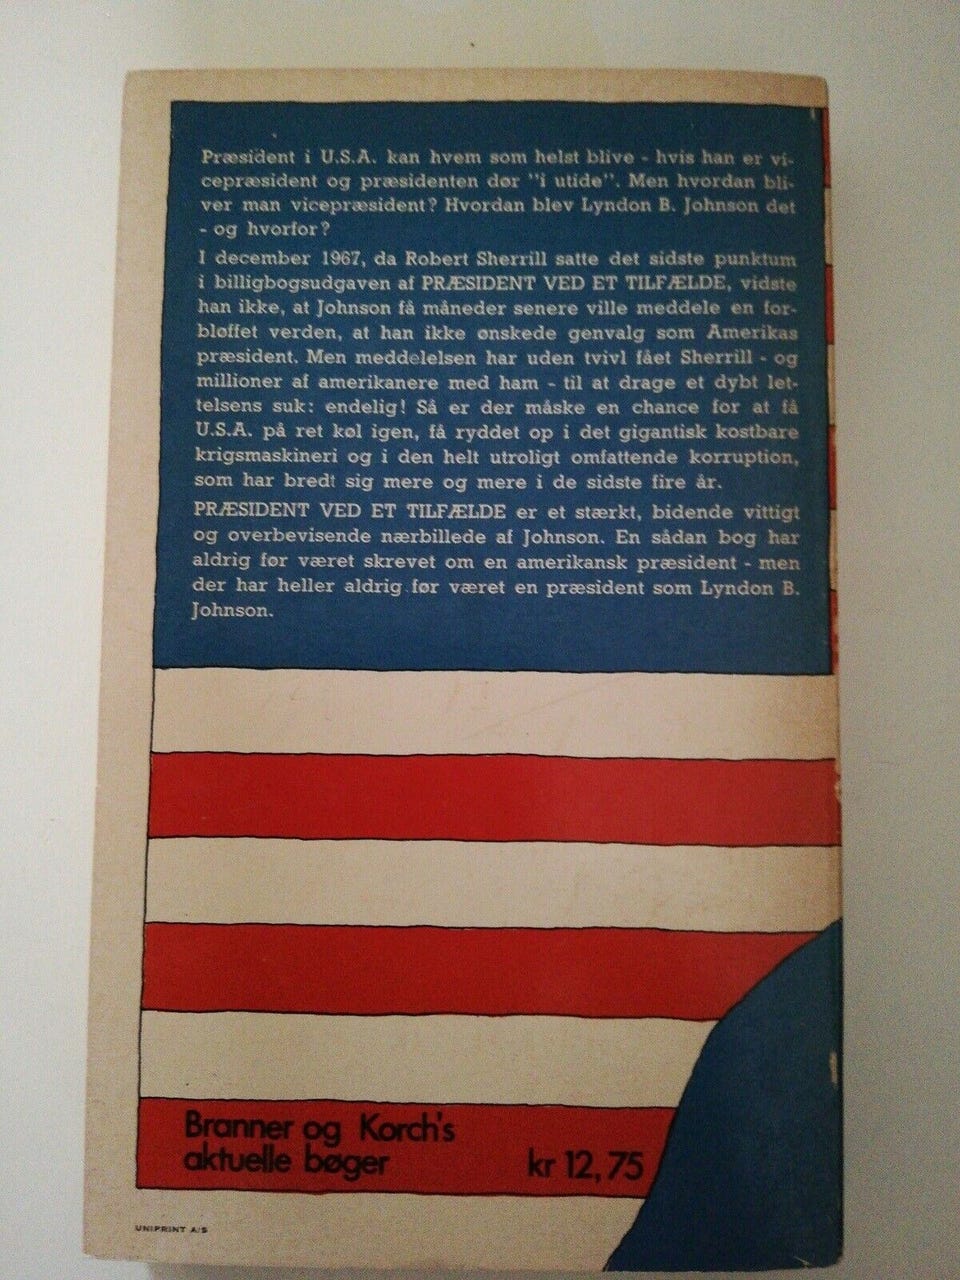 Præsident i U.S.A. kan hvem som helst blive - hvis han er vi-
cepræsident og præsidenten dør "i utide". Men hvordan bli-
ver man vicepræsident? Hvordan blev Lyndon B. Johnson det
- og hvorfor?
I december 1967, da Robert Sherrill satte det sidste punktum
i billigbogsudgaven af PRÆSIDENT VED ET TILFÆLDE, vidste
han ikke, at Johnson få måneder senere ville meddele en for-
bløffet verden, at han ikke ønskede genvalg som Amerikas
præsident. Men meddelelsen har uden tvivl fået Sherrill - og
millioner af amerikanere med ham - til at drage et dybt let-
telsens suk: endelig! Så er der måske en chance for at få
U.S.A. på ret køl igen, få ryddet op i det gigantisk kostbare
krigsmaskineri og i den helt utroligt omfattende korruption,
som har bredt sig mere og mere i de sidste fire år.
PRÆSIDENT VED ET TILFÆLDE er et stærkt, bidende vittigt
og overbevisende nærbillede af Johnson. En sådan bog har
aldrig før været skrevet om en amerikansk præsident - men
der har heller aldrig før været en præsident som Lyndon B.
Johnson.
Branner og Korch's
aktuelle bøger
kr 12,75
UNIPRINT A/S